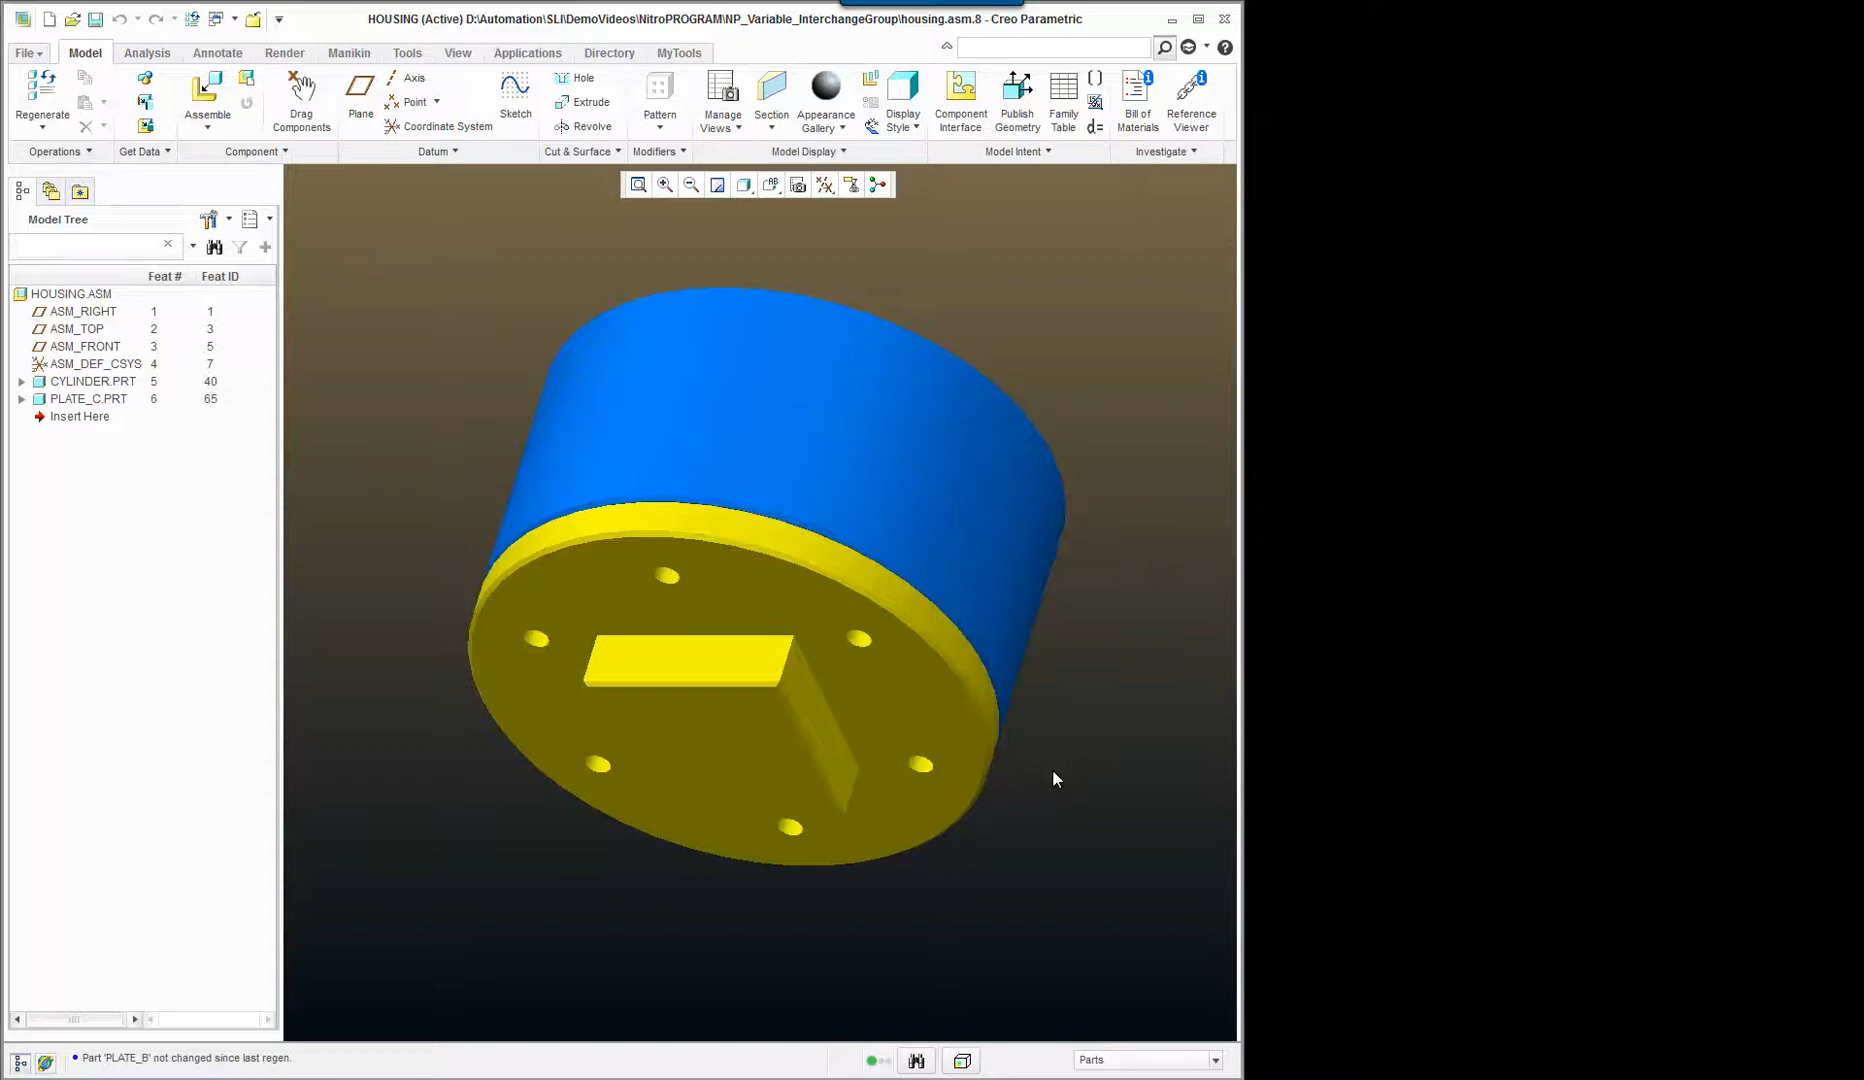 HOUSING (Active) D:\Automation\SLI\DemoVideos\NitroPROGRAM\NP_Variable_InterchangeGroup\housing.asm.8 - Creo Parametric
File Model Analysis Annotate Render Manikin Tools View Applications Directory MyTools
Regenerate
Assemble
Drag Components
Plane
Axis
Point
Coordinate System
Sketch
Hole
Extrude
Revolve
Pattern
Manage Views
Section
Appearance Gallery
Display Style
Component Interface
Publish Geometry
Family Table
d=
Bill of Materials
Reference Viewer
Operations Get Data Component Datum Cut & Surface Modifiers Model Display Model Intent Investigate
Model Tree
Feat # Feat ID
HOUSING.ASM
ASM_RIGHT 1 1
ASM_TOP 2 3
ASM_FRONT 3 5
ASM_DEF_CSYS 4 7
CYLINDER.PRT 5 40
PLATE_C.PRT 6 65
Insert Here
Part 'PLATE_B' not changed since last regen.
Parts